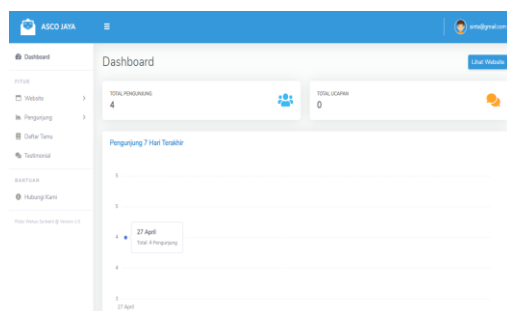 ASCO JAYA
Dashboard
FITUR
Website
Pengunjung
Daftar Tamu
Testimonial
BANTUAN
Hubungi Kami
Dashboard
Lihat Website
TOTAL PENGUNJUNG
4
TOTAL UCAPAN
0
Pengunjung 7 Hari Terakhir
27 April
Total: 4 Pengunjung
27 April